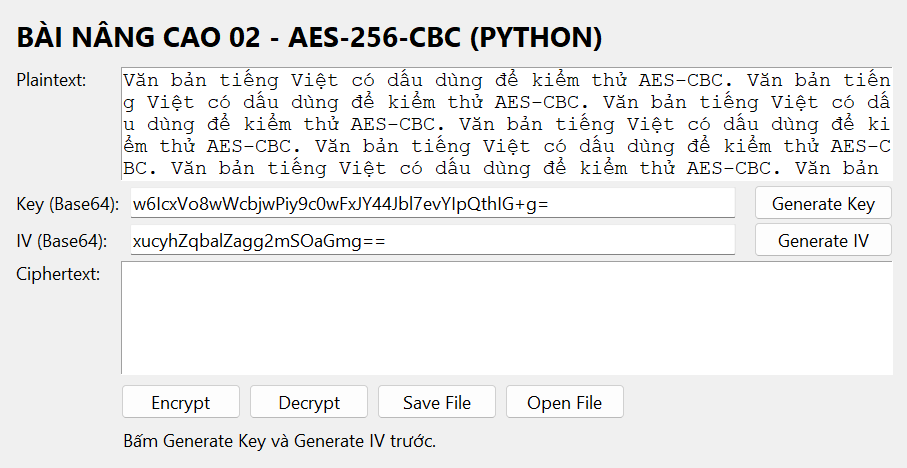 BÀI NÂNG CAO 02 - AES-256-CBC (PYTHON)
Plaintext:
Văn bản tiếng Việt có dấu dùng để kiểm thử AES-CBC. Văn bản tiến
g Việt có dấu dùng để kiểm thử AES-CBC. Văn bản tiếng Việt có dấ
u dùng để kiểm thử AES-CBC. Văn bản tiếng Việt có dấu dùng để ki
ểm thử AES-CBC. Văn bản tiếng Việt có dấu dùng để kiểm thử AES-C
BC. Văn bản tiếng Việt có dấu dùng để kiểm thử AES-CBC. Văn bản
Key (Base64):
w6IcxVo8wWcbjwPiy9c0wFxJY44Jbl7evYIpQthIG+g=
Generate Key
IV (Base64):
xucyhZqbalZagg2mSOaGmg==
Generate IV
Ciphertext:
Encrypt
Decrypt
Save File
Open File
Bấm Generate Key và Generate IV trước.